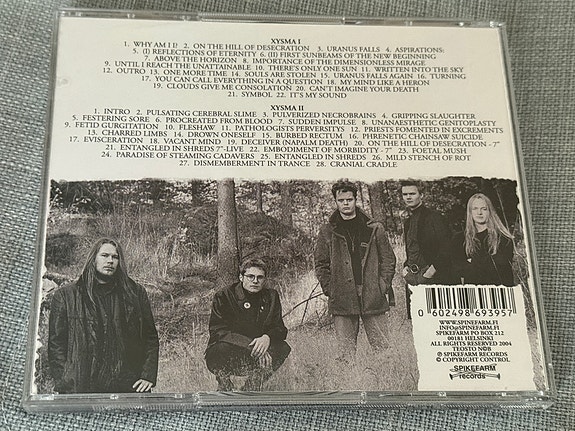 XYSMA I
1. WHY AM I! 2. ON THE HILL OF DESECRATION 3. URANUS FALLS 4. ASPIRATIONS:
5. (I) REFLECTIONS OF ETERNITY 6. (II) FIRST SUNBEAMS OF THE NEW BEGINNING
7. ABOVE THE HORIZON 8. IMPORTANCE OF THE DIMENSIONLESS MIRAGE
9. UNTIL I REACH THE UNATTAINABLE 10. THERE'S ONLY ONE SUN 11. WRITTEN INTO THE SKY
12. OUTRO 13. ONE MORE TIME 14. SOULS ARE STOLEN 15. URANUS FALLS AGAIN 16. TURNING
17. YOU CAN CALL EVERYTHING IN A QUESTION 18. MY MIND LIKE A HERON
19. CLOUDS GIVE ME CONSOLATION 20. CAN'T IMAGINE YOUR DEATH
21. SYMBOL 22. IT'S MY SOUND
XYSMA II
1. INTRO 2. PULSATING CEREBRAL SLIME 3. PULVERIZED NECROBRAINS 4. GRIPPING SLAUGHTER
5. FESTERING SORE 6. PROCREATED FROM BLOOD 7. SUDDEN IMPULSE 8. UNANAESTHETIC GENITOPLASTY
9. FETID GURGITATION 10. FLESHAW 11. PATHOLOGISTS PERVERSITYS 12. PRIESTS FOMENTED IN EXCREMENTS
13. CHARRED LIMBS 14. DROWN ONESELF 15. BURBED RECTUM 16. PHRENETIC CHAINSAW SUICIDE
17. EVISCERATION 18. VACANT MIND 19. DECEIVER (NAPALM DEATH) 20. ON THE HILL OF DESECRATION - 7"
21. ENTANGLED IN SHREDS 7"-LIVE 22. EMBODIMENT OF MORBIDITY - 7" 23. FOETAL MUSH
24. PARADISE OF STEAMING CADAVERS 25. ENTANGLED IN SHREDS 26. MILD STENCH OF ROT
27. DISMEMBERMENT IN TRANCE 28. CRANIAL CRADLE
0 602498 693957
WWW.SPINEFARM.FI
INFO@SPINEFARM.FI
SPIKEFARM PO BOX 212
00181 HELSINKI
ALL RIGHTS RESERVED 2004
TEOSTO N©B
℗ SPIKEFARM RECORDS
© COPYRIGHT CONTROL
SPIKEFARM
records